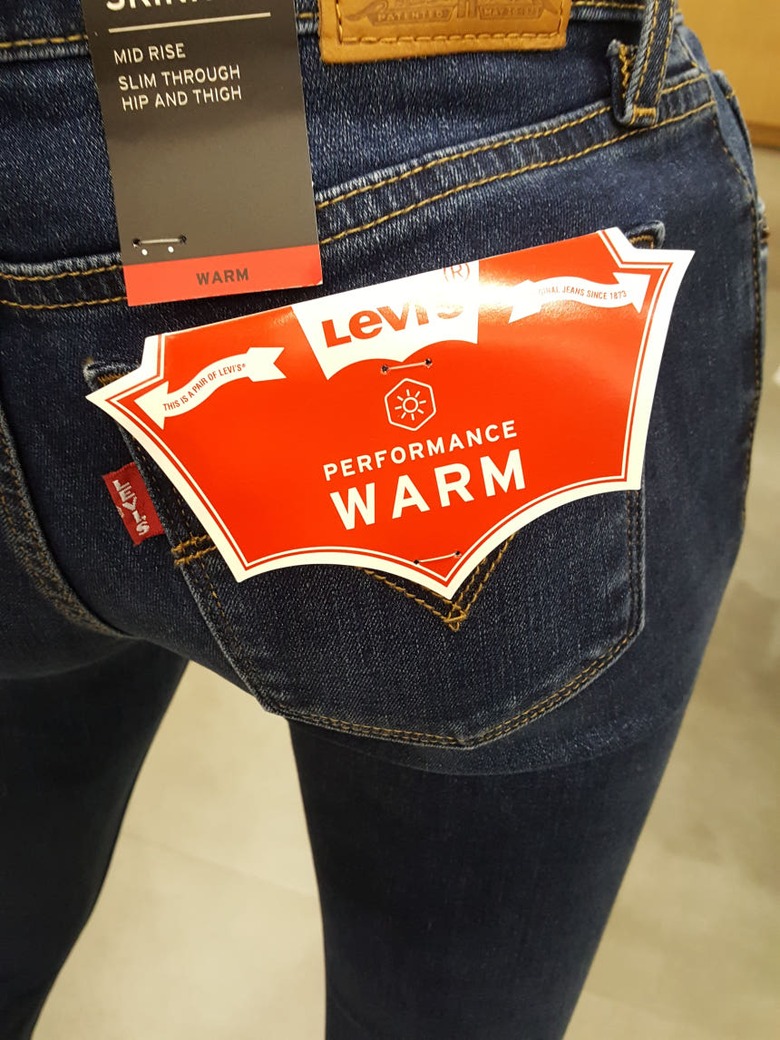 MID RISE
SLIM THROUGH
HIP AND THIGH
WARM
PATENTED
Levi's
(R)
THIS IS A PAIR OF LEVI'S®
JEANS SINCE 1873
PERFORMANCE
WARM
LEVI'S